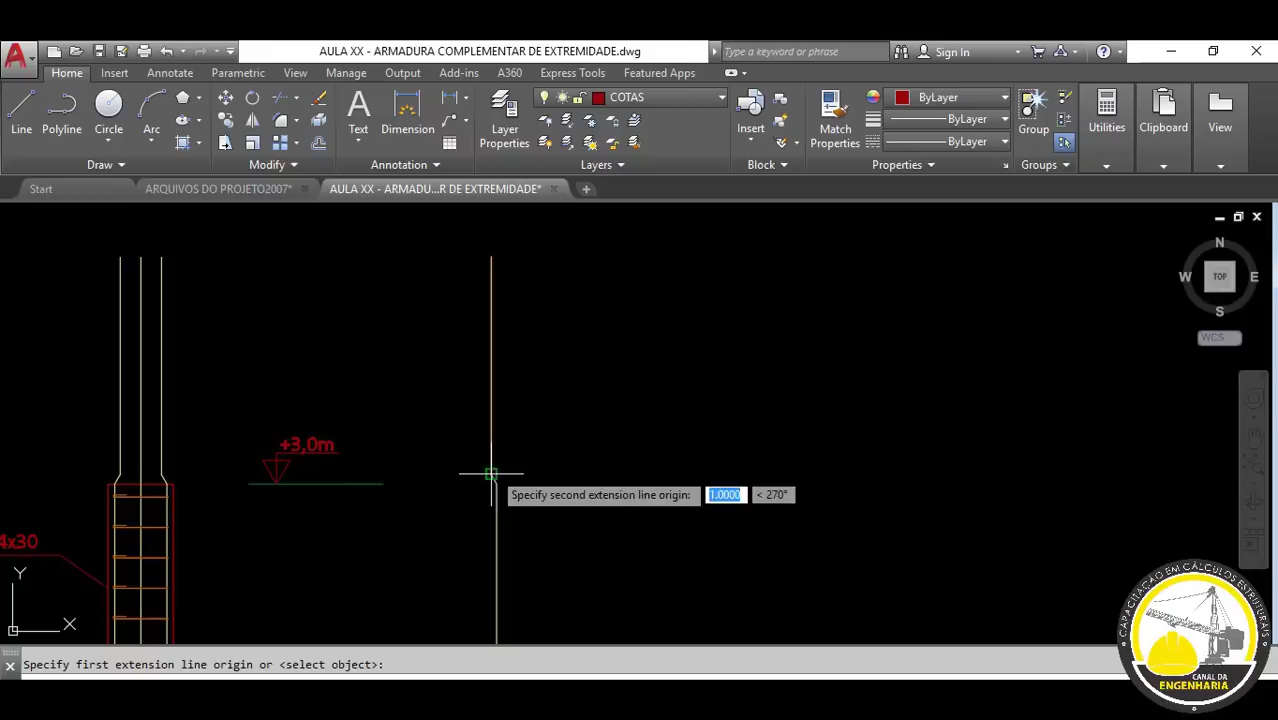 AULA XX - ARMADURA COMPLEMENTAR DE EXTREMIDADE.dwg
Type a keyword or phrase
Sign In
Home Insert Annotate Parametric View Manage Output Add-ins A360 Express Tools Featured Apps
COTAS
ByLayer
ByLayer
ByLayer
Line Polyline Circle Arc Text Dimension Layer Properties Insert Match Properties Group Utilities Clipboard View
Draw Modify Annotation Layers Block Properties Groups
Start ARQUIVOS DO PROJETO2007* AULA XX - ARMADU...R DE EXTREMIDADE*
N
W TOP E
S
WCS
+3,0m
Specify second extension line origin: 1.0000 < 270°
4x30
Y
X
Specify first extension line origin or <select object>:
CAPACITAÇÃO EM CÁLCULOS ESTRUTURAIS
CANAL DA
ENGENHARIA